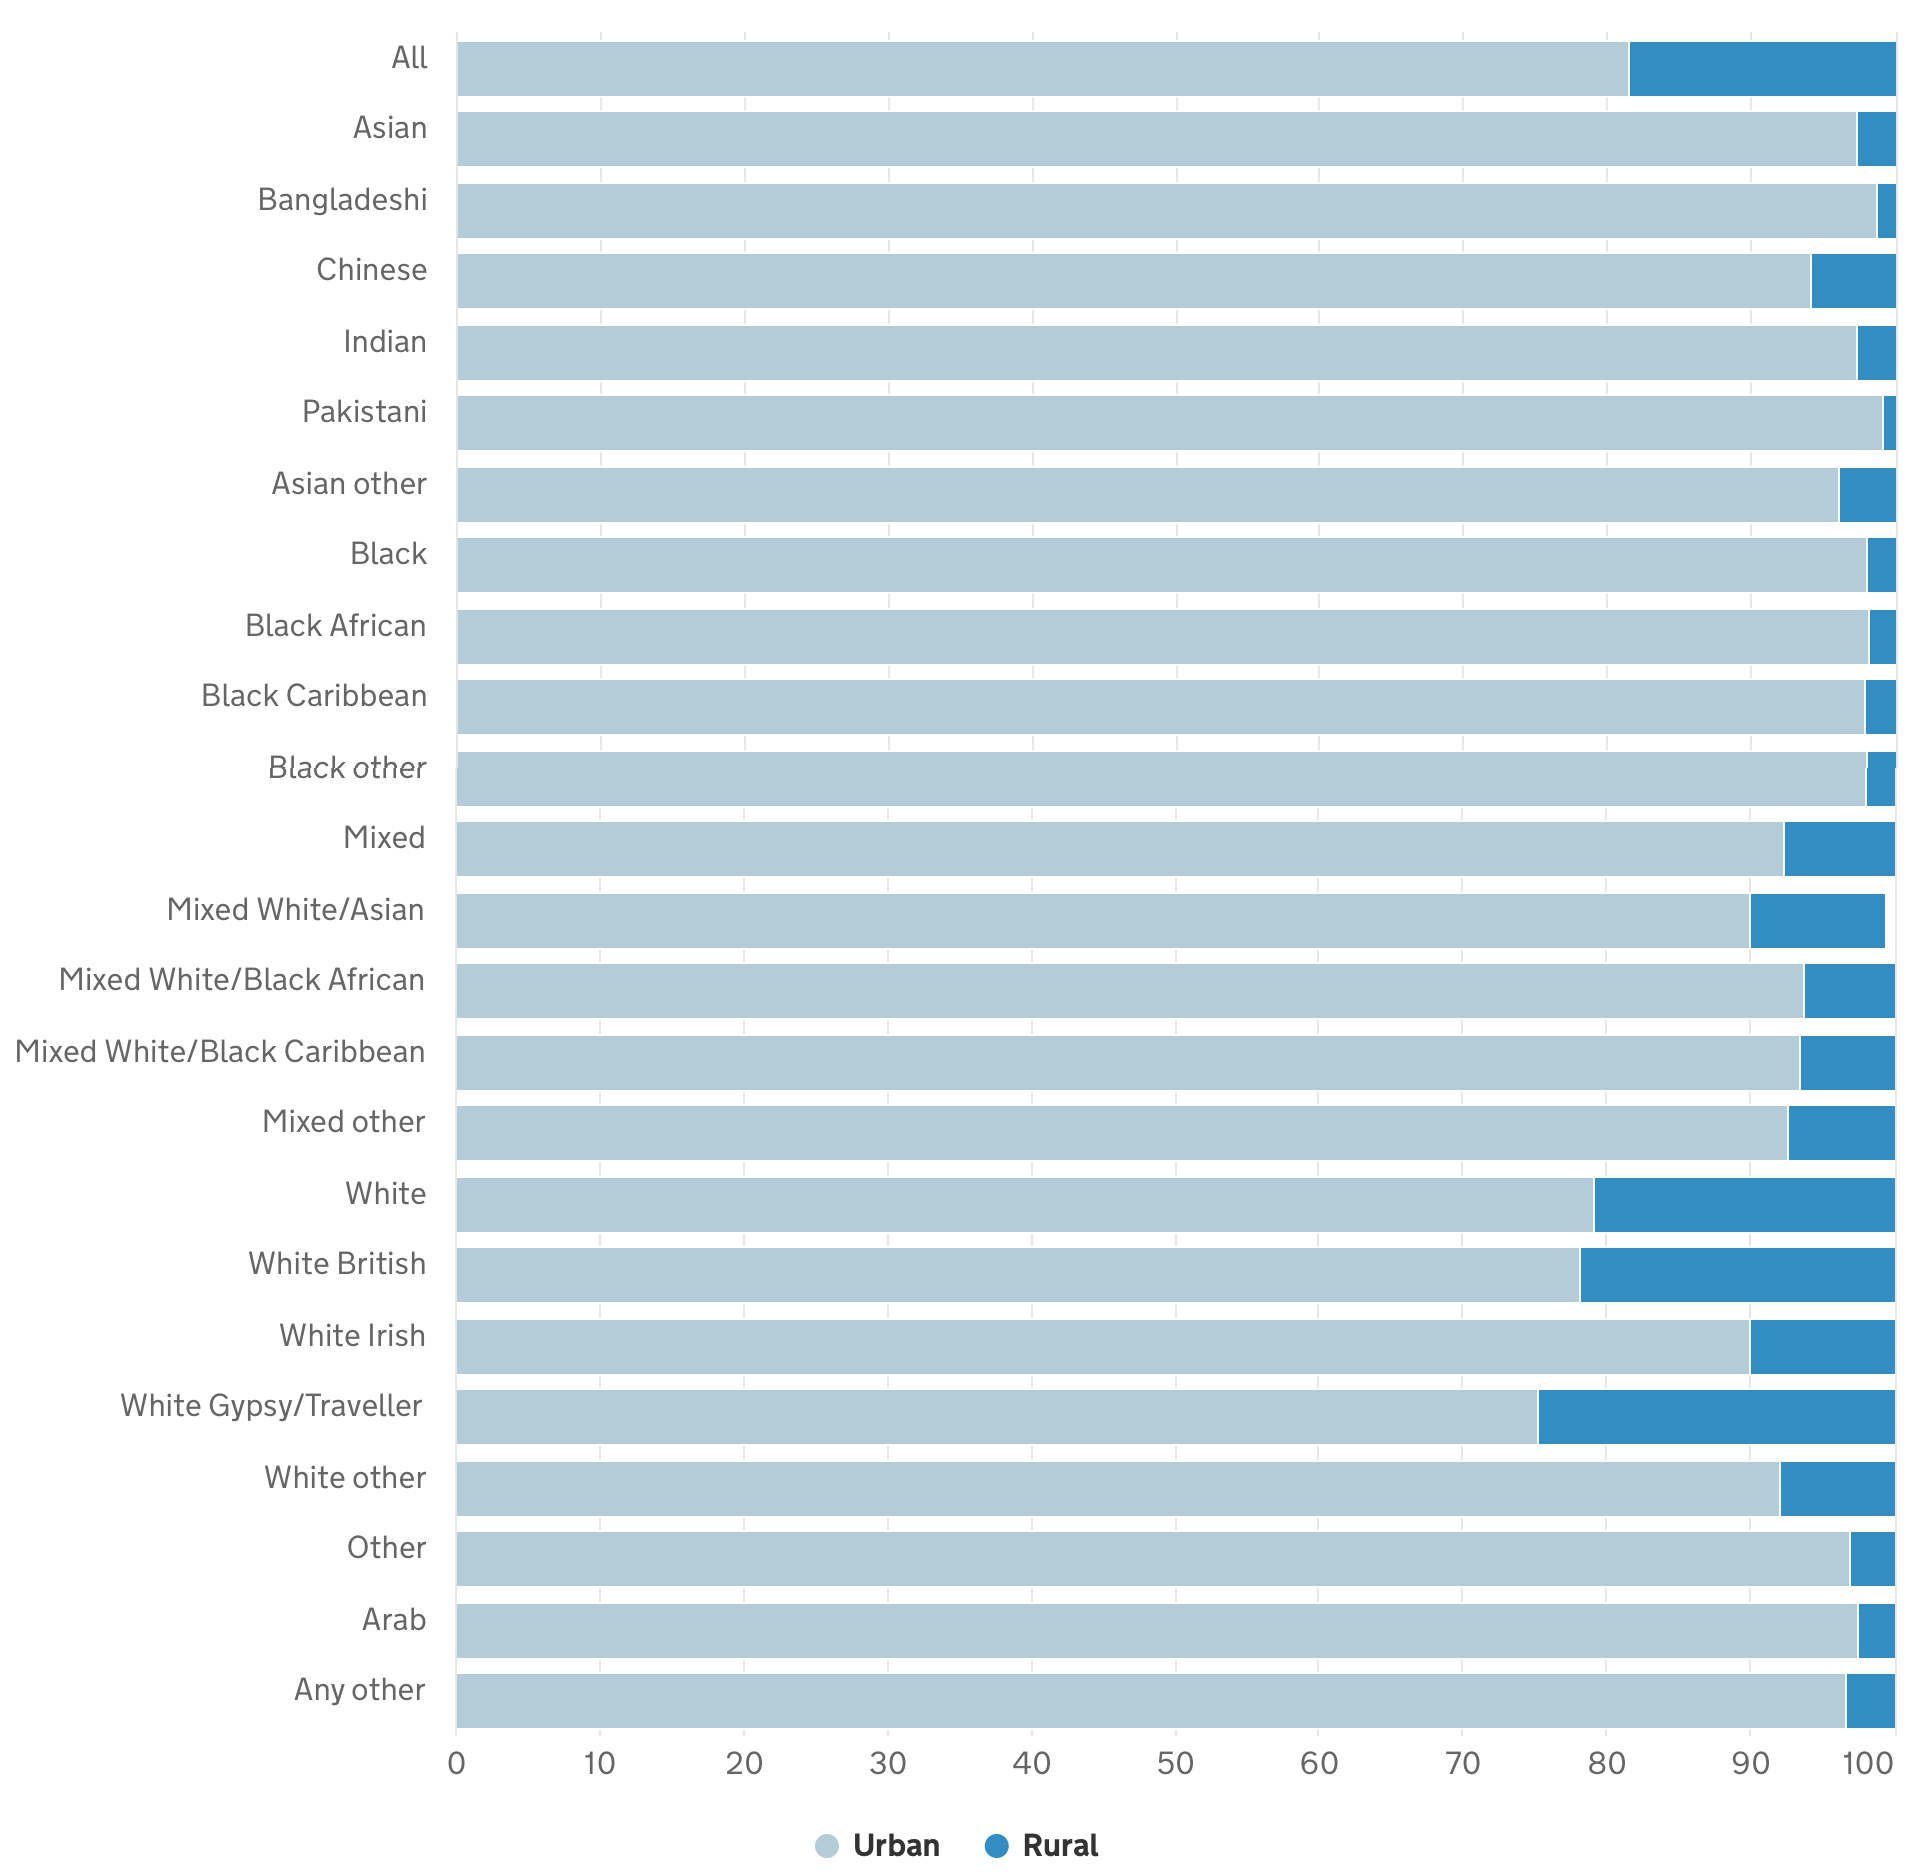 All
Asian
Bangladeshi
Chinese
Indian
Pakistani
Asian other
Black
Black African
Black Caribbean
Black other
Mixed
Mixed White/Asian
Mixed White/Black African
Mixed White/Black Caribbean
Mixed other
White
White British
White Irish
White Gypsy/Traveller
White other
Other
Arab
Any other
0 10 20 30 40 50 60 70 80 90 100
Urban Rural